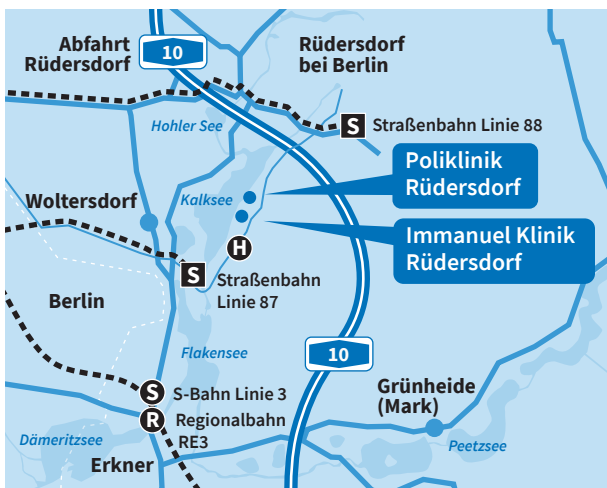 Abfahrt
Rüdersdorf
10
Rüdersdorf
bei Berlin
Hohler See
S
Straßenbahn Linie 88
Poliklinik
Rüdersdorf
Woltersdorf
Kalksee
Immanuel Klinik
Rüdersdorf
H
S
Straßenbahn
Linie 87
Berlin
Flakensee
10
S
S-Bahn Linie 3
R
Regionalbahn
RE3
Grünheide
(Mark)
Dämeritzsee
Erkner
Peetzsee